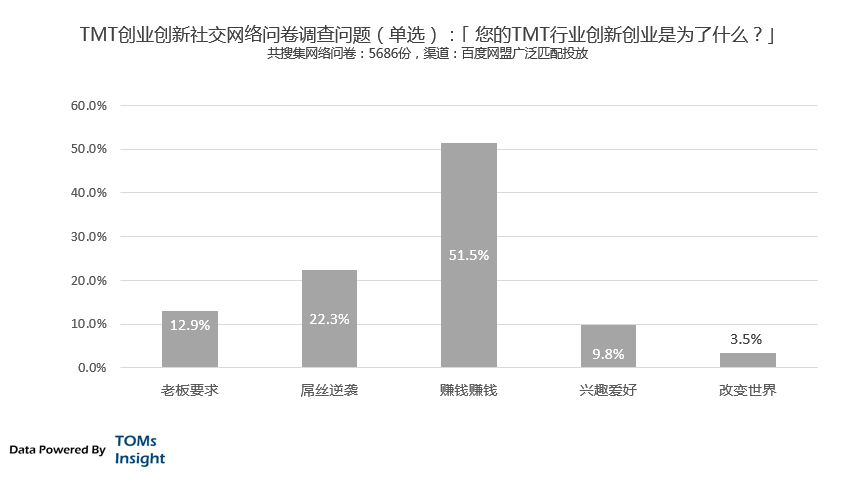 TMT创业创新社交网络问卷调查问题（单选）：「 您的TMT行业创新创业是为了什么？」
共搜集网络问卷：5686份，渠道：百度网盟广泛匹配投放
60.0%
50.0%
40.0%
30.0%
20.0%
10.0%
0.0%
12.9%
22.3%
51.5%
9.8%
3.5%
老板要求
屌丝逆袭
赚钱赚钱
兴趣爱好
改变世界
Data Powered By
TOMs
Insight